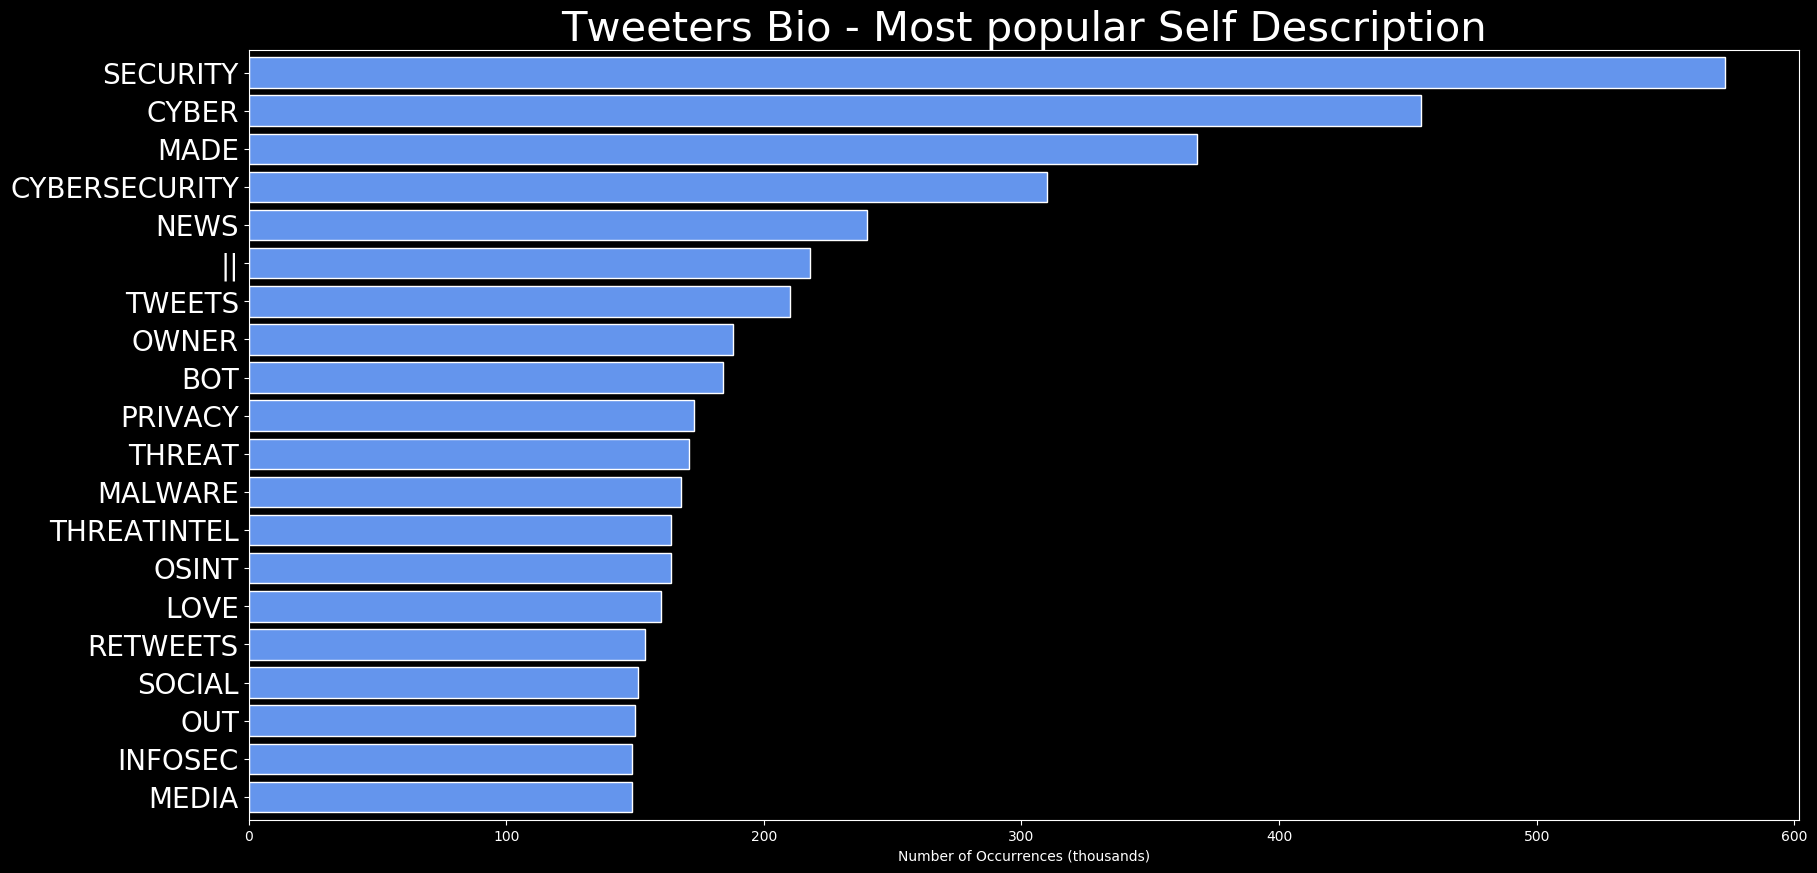 Tweeters Bio - Most popular Self Description
SECURITY
CYBER
MADE
CYBERSECURITY
NEWS
||
TWEETS
OWNER
BOT
PRIVACY
THREAT
MALWARE
THREATINTEL
OSINT
LOVE
RETWEETS
SOCIAL
OUT
INFOSEC
MEDIA
0 100 200 300 400 500 600
Number of Occurrences (thousands)